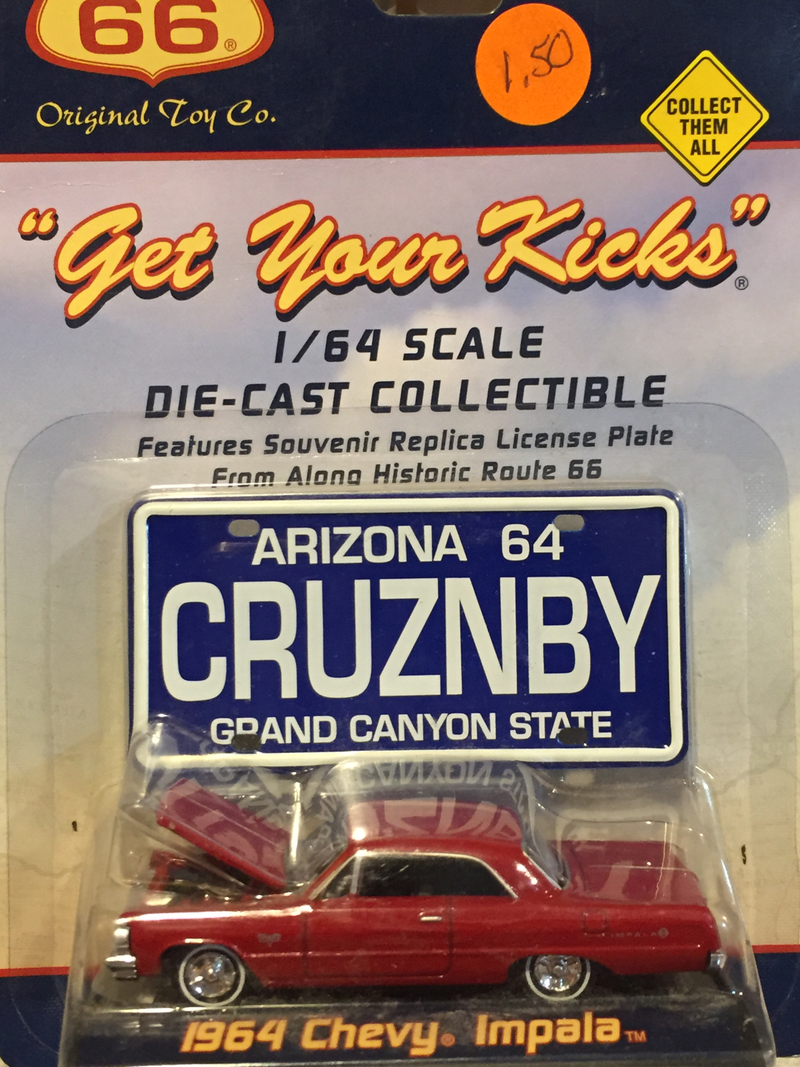 66®
Original Toy Co.
1,50
COLLECT
THEM
ALL
"Get Your Kicks"®
1/64 SCALE
DIE-CAST COLLECTIBLE
Features Souvenir Replica License Plate
From Along Historic Route 66
ARIZONA 64
CRUZNBY
GRAND CANYON STATE
IMPALA
1964 Chevy® Impala™